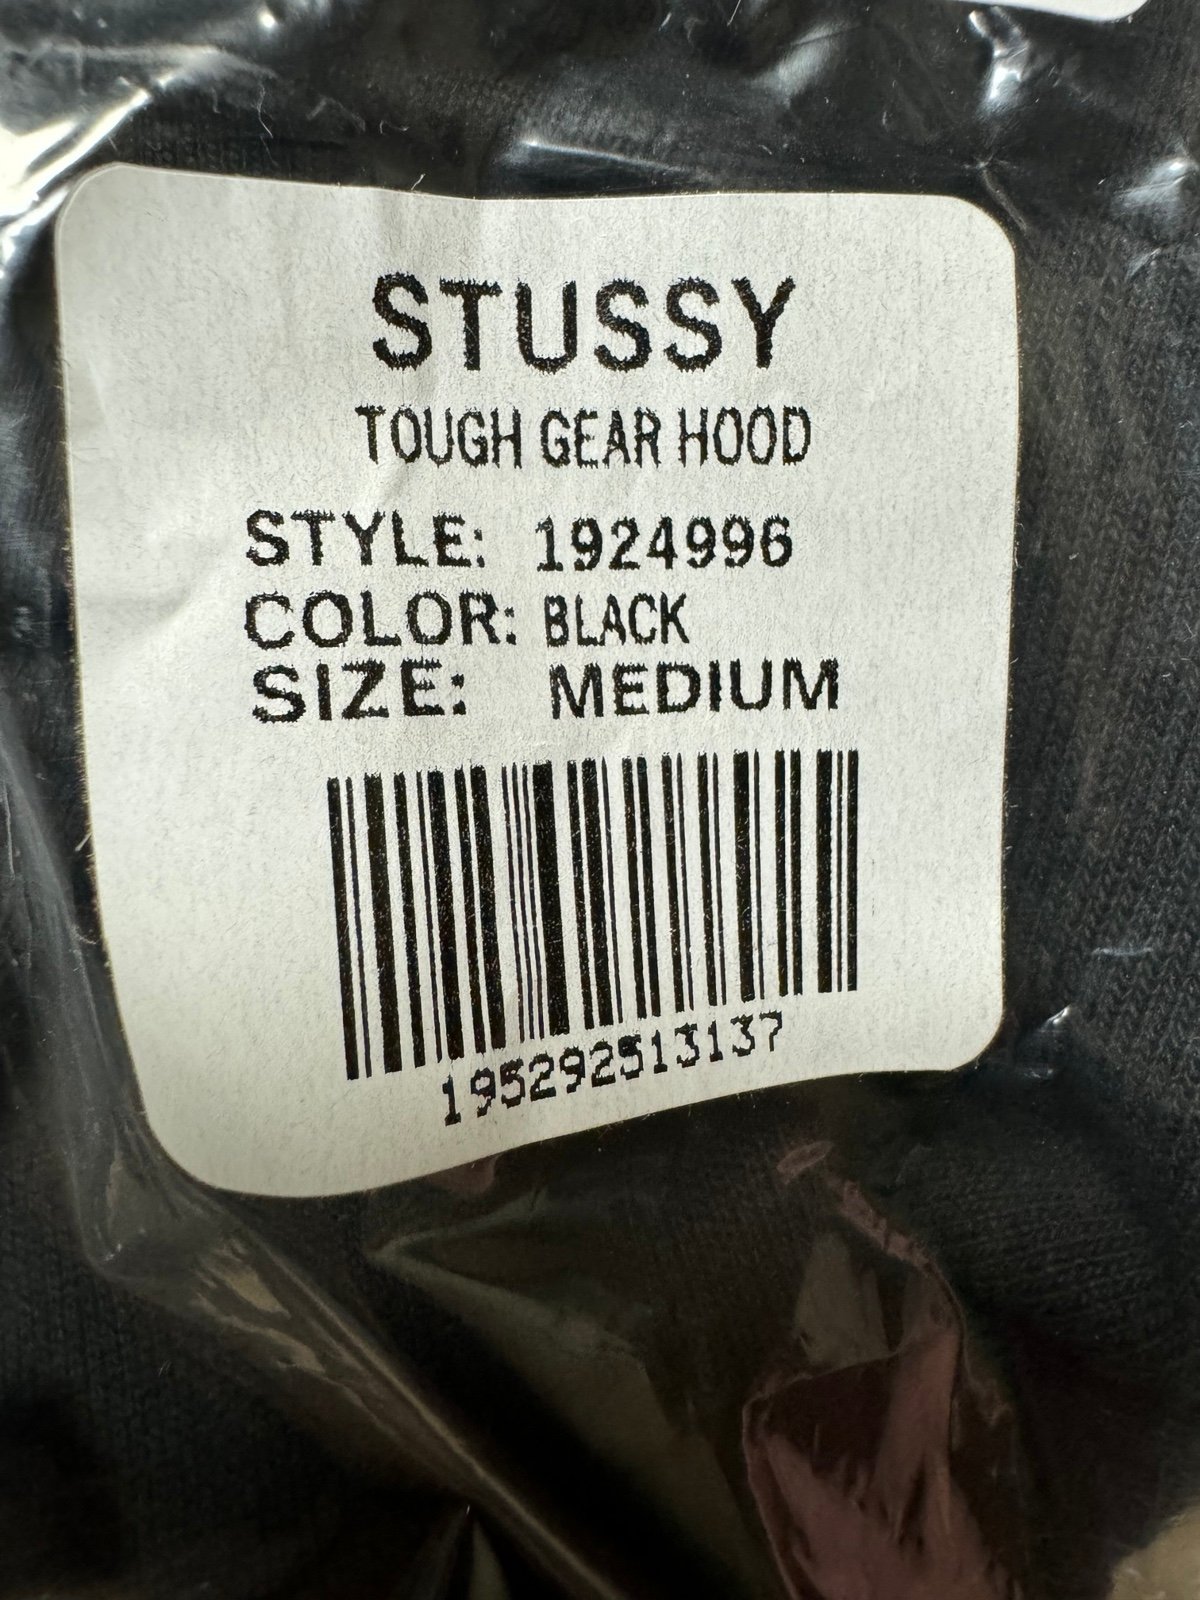 STUSSY
TOUGH GEAR HOOD
STYLE: 1924996
COLOR: BLACK
SIZE: MEDIUM
195292513137